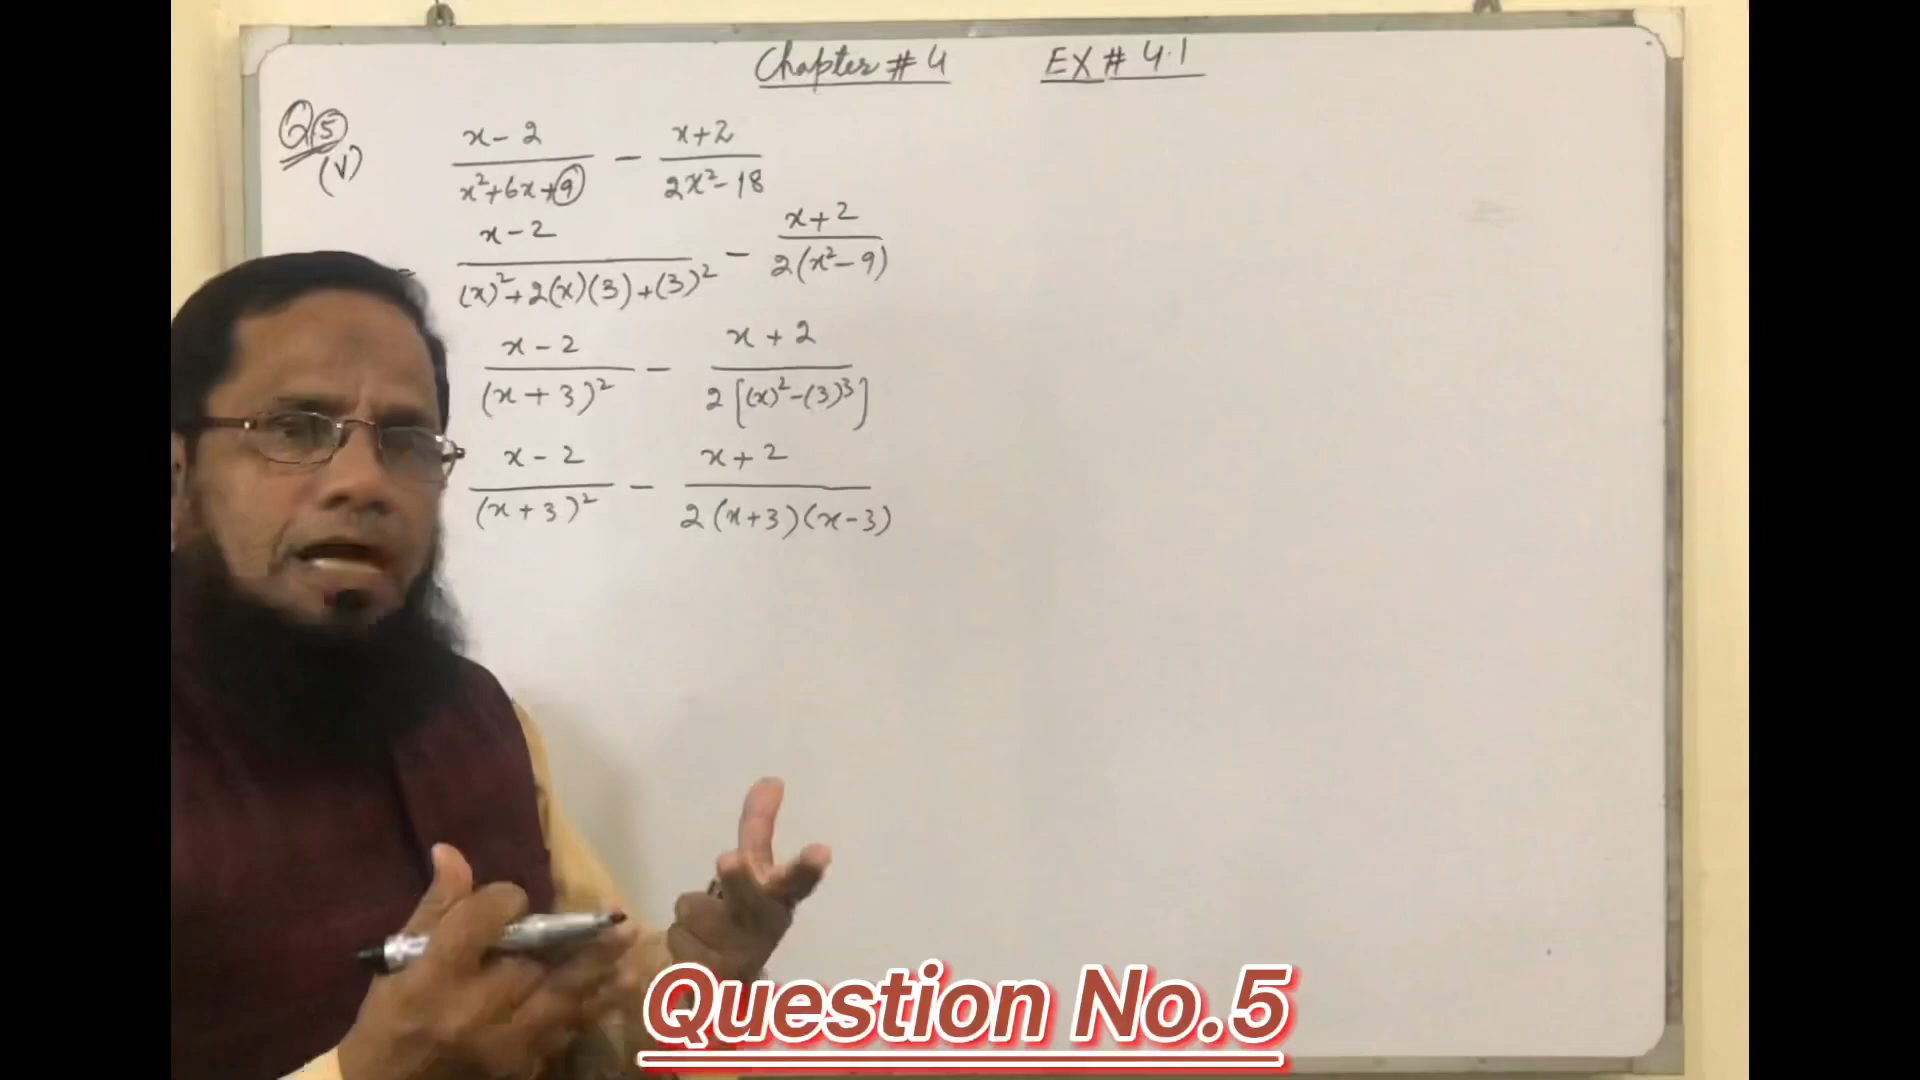 Chapter # 4 EX # 4.1
Q5
(V)
x-2/x²+6x+9 - x+2/2x²-18
= x-2/(x)²+2(x)(3)+(3)² - x+2/2(x²-9)
x-2/(x+3)² - x+2/2[(x)²-(3)³]
x-2/(x+3)² - x+2/2(x+3)(x-3)
Question No.5